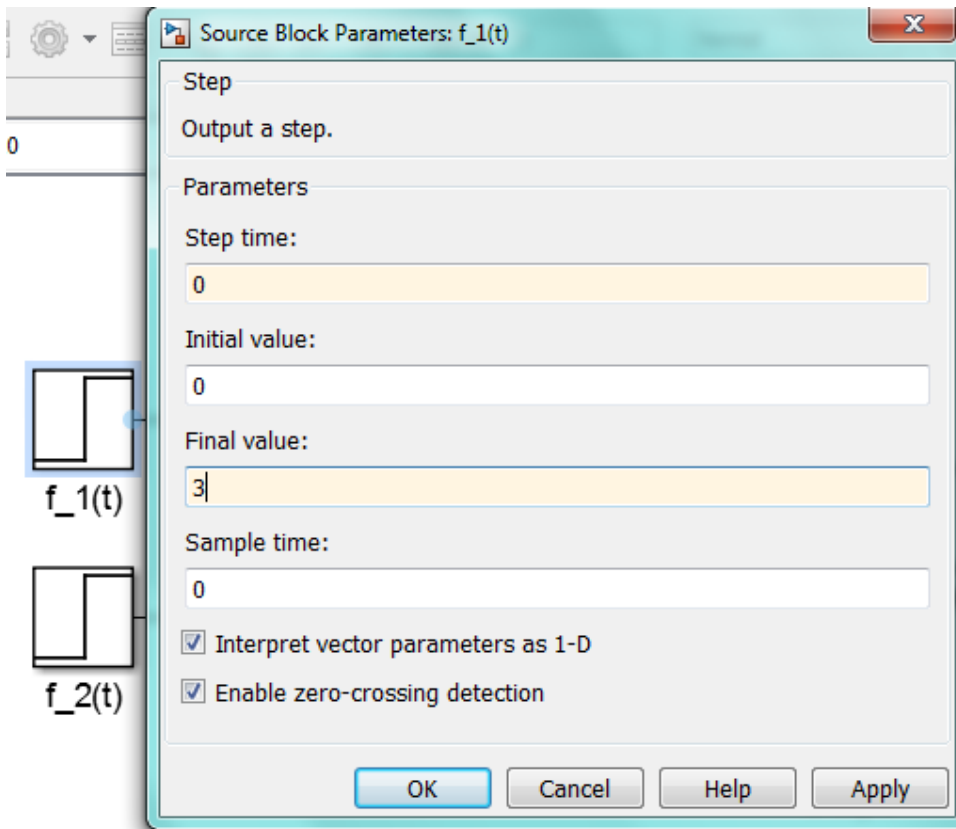 Source Block Parameters: f_1(t)
Step
Output a step.
0
Parameters
Step time:
0
Initial value:
0
Final value:
3
f_1(t)
Sample time:
0
Interpret vector parameters as 1-D
Enable zero-crossing detection
f_2(t)
OK Cancel Help Apply